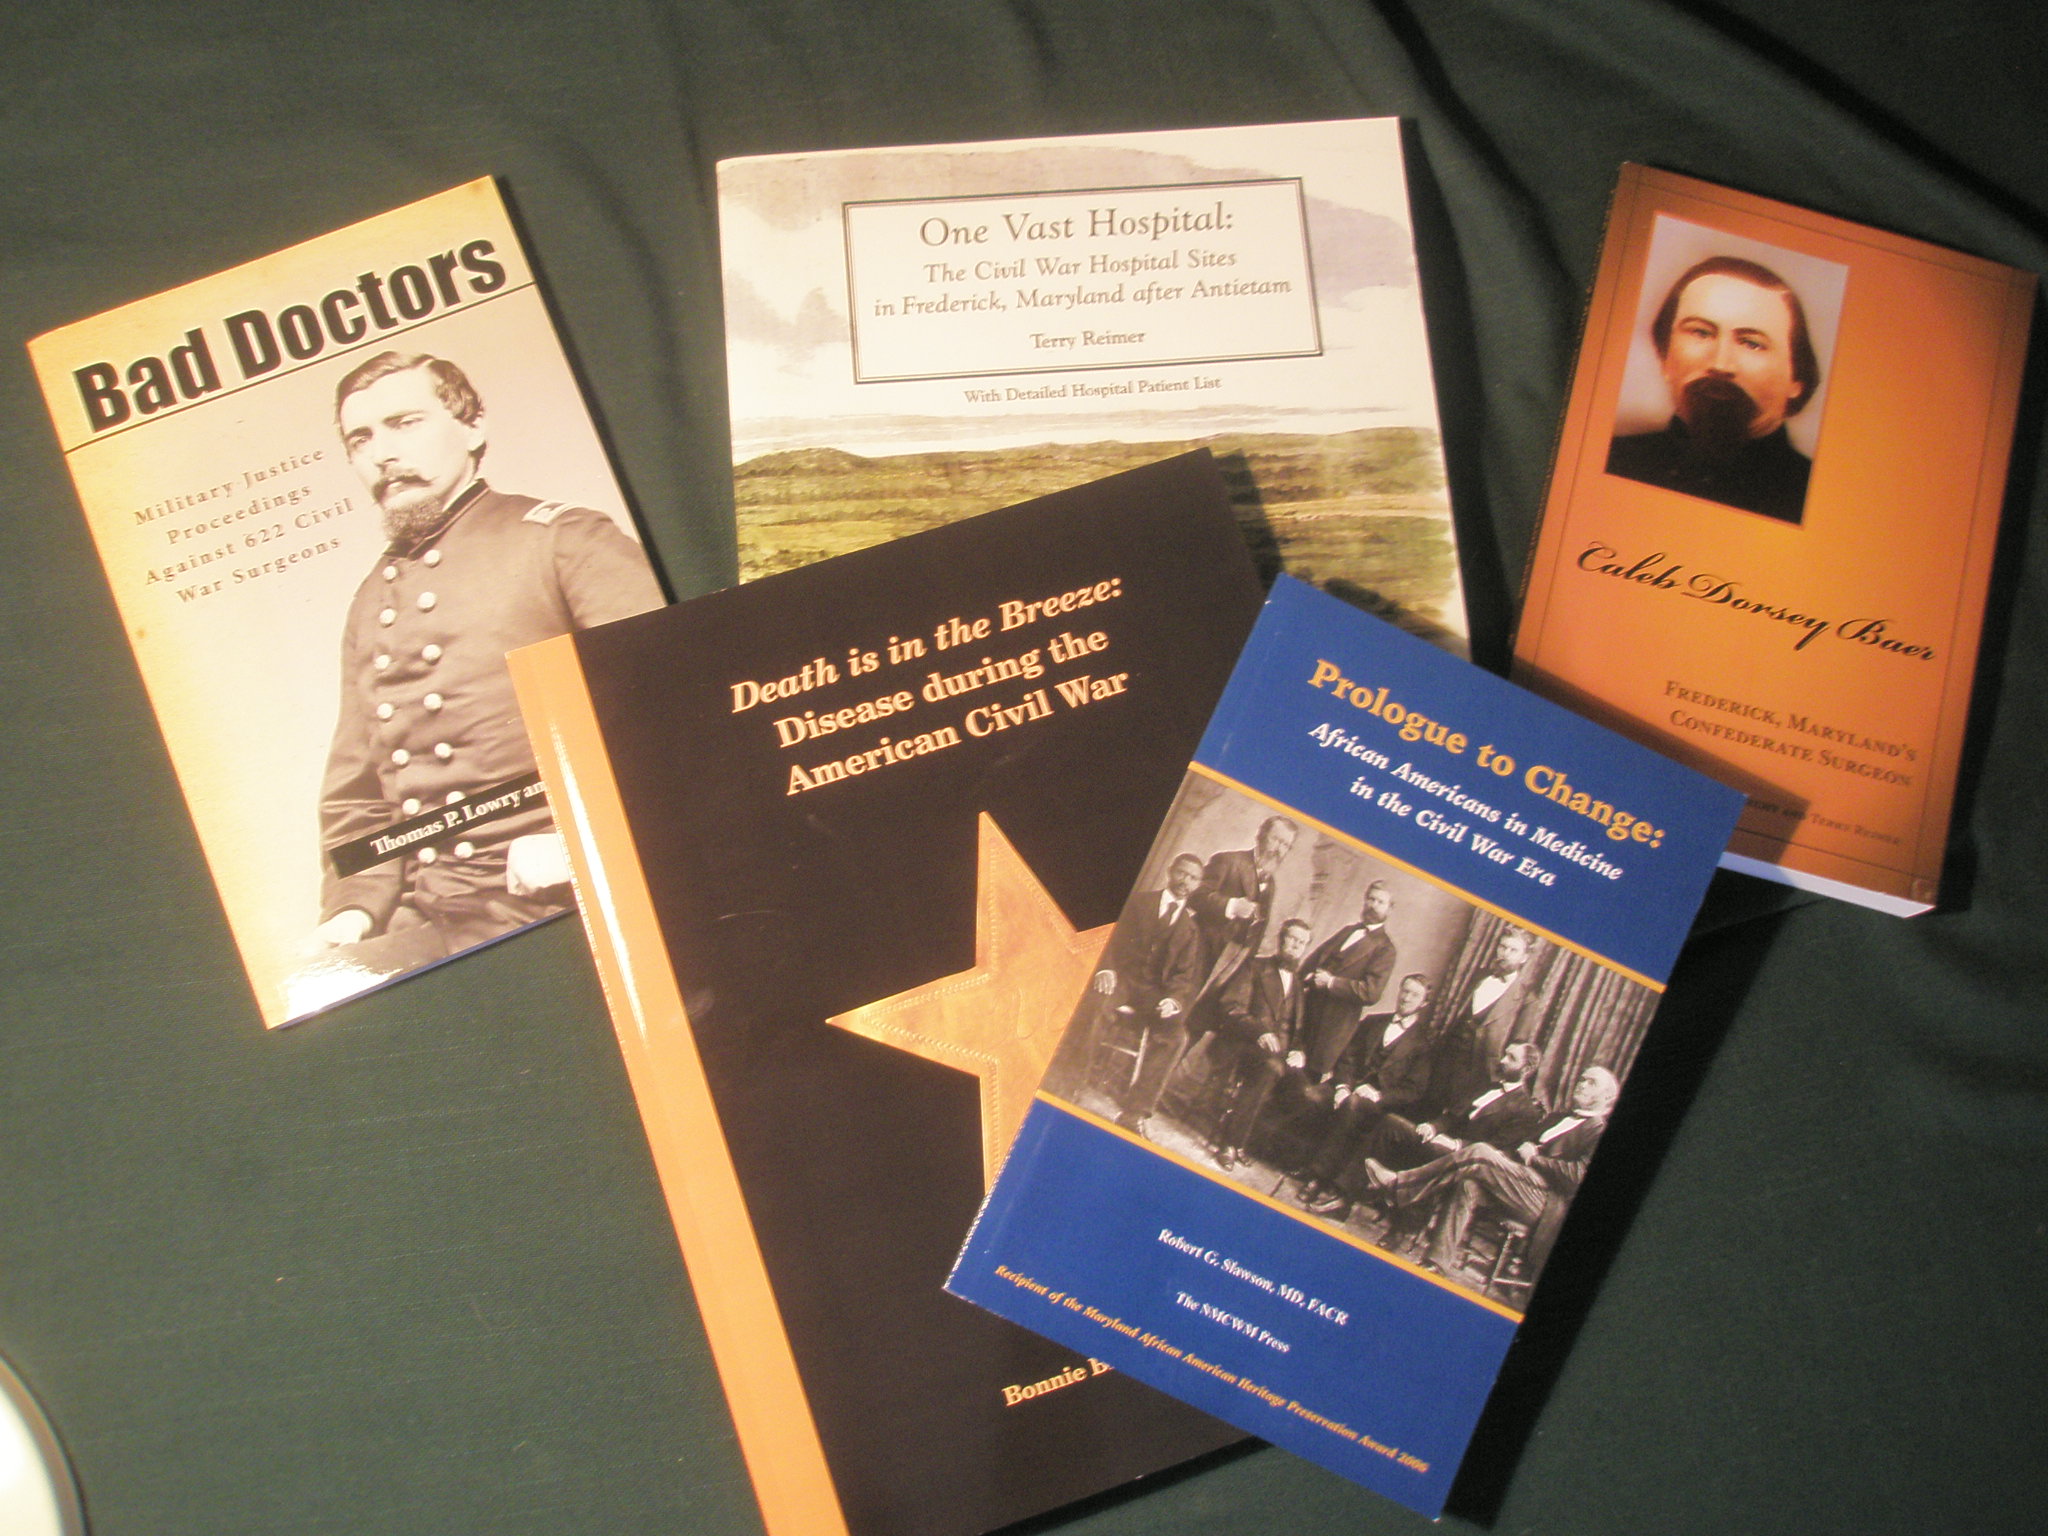 Bad Doctors
Military Justice
Proceedings
Against 622 Civil
War Surgeons
Thomas P. Lowry an
One Vast Hospital:
The Civil War Hospital Sites
in Frederick, Maryland after Antietam
Terry Reimer
With Detailed Hospital Patient List
Caleb Dorsey Baer
Frederick, Maryland's
Confederate Surgeon
and Terry Reimer
Death is in the Breeze:
Disease during the
American Civil War
Bonnie B
Prologue to Change:
African Americans in Medicine
in the Civil War Era
Robert G. Slawson, MD, FACR
The NMCWM Press
Recipient of the Maryland African American Heritage Preservation Award 2006